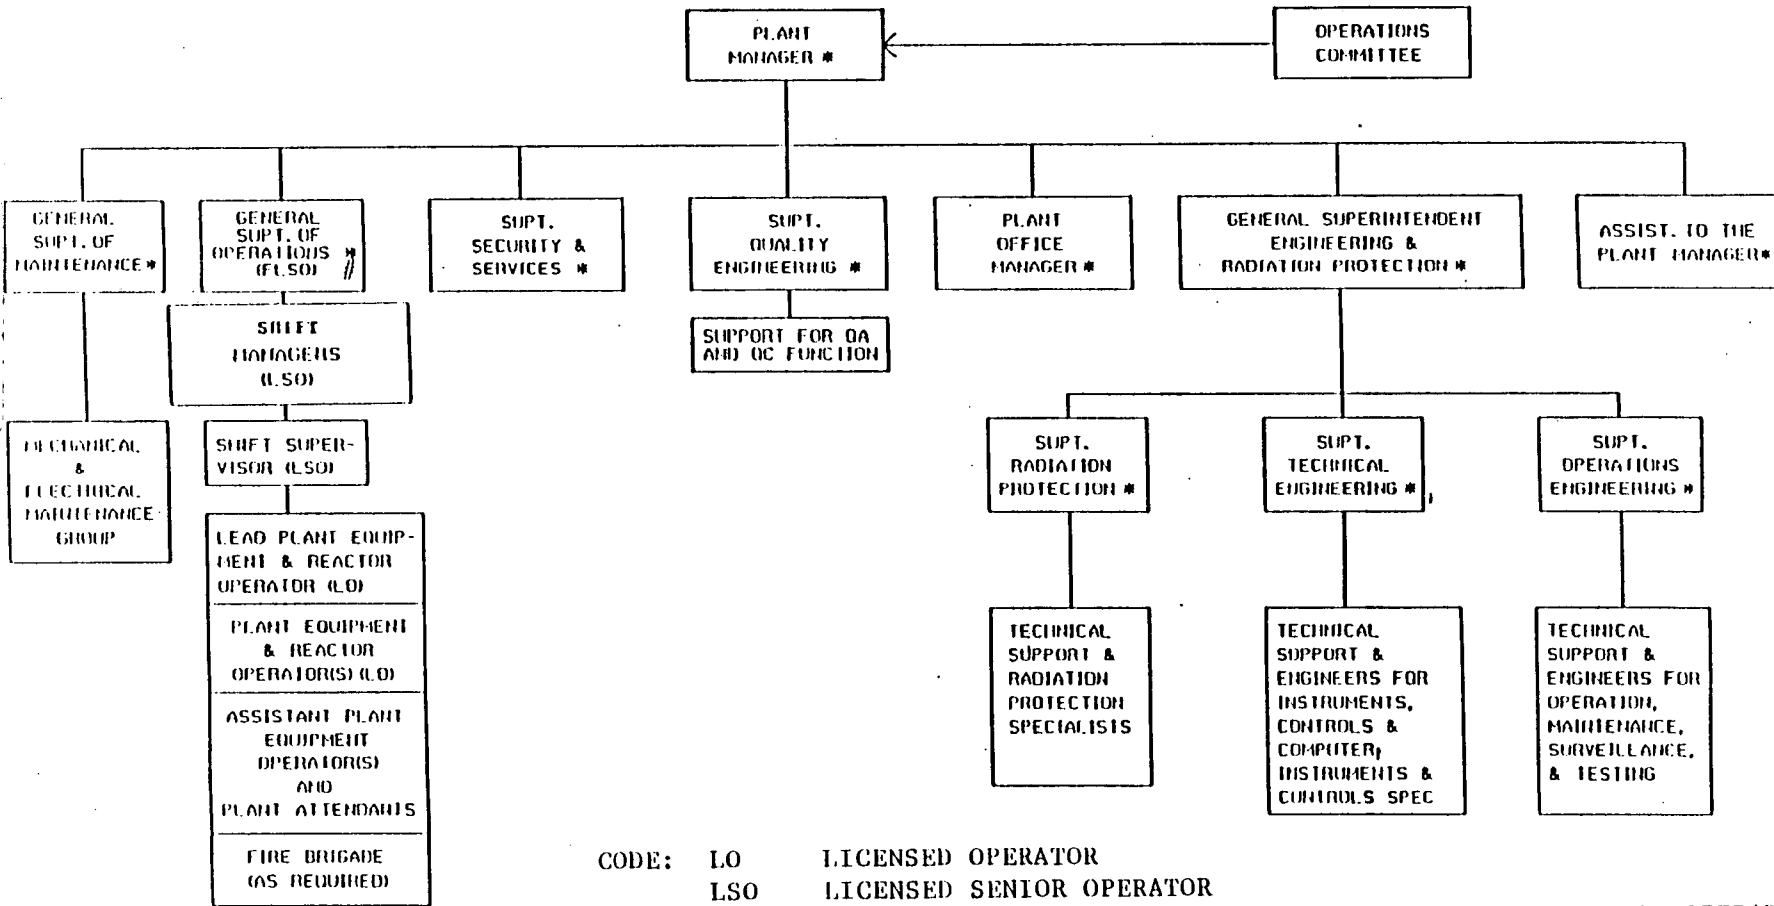 PLANT
MANAGER *
OPERATIONS
COMMITTEE
GENERAL
SUPT. OF
MAINTENANCE *
GENERAL
SUPT. OF
OPERATIONS *
(FLSO) //
SUPT.
SECURITY &
SERVICES *
SUPT.
QUALITY
ENGINEERING *
PLANT
OFFICE
MANAGER *
GENERAL SUPERINTENDENT
ENGINEERING &
RADIATION PROTECTION *
ASSIST. TO THE
PLANT MANAGER *
SHIFT
MANAGERS
(LSO)
SUPPORT FOR QA
AND QC FUNCTION
MECHANICAL
&
ELECTRICAL
MAINTENANCE
GROUP
SHIFT SUPER-
VISOR (LSO)
LEAD PLANT EQUIP-
MENT & REACTOR
OPERATOR (LO)
PLANT EQUIPMENT
& REACTOR
OPERATOR(S) (LO)
ASSISTANT PLANT
EQUIPMENT
OPERATOR(S)
AND
PLANT ATTENDANTS
FIRE BRIGADE
(AS REQUIRED)
SUPT.
RADIATION
PROTECTION *
SUPT.
TECHNICAL
ENGINEERING *
SUPT.
OPERATIONS
ENGINEERING *
TECHNICAL
SUPPORT &
RADIATION
PROTECTION
SPECIALISTS
TECHNICAL
SUPPORT &
ENGINEERS FOR
INSTRUMENTS,
CONTROLS &
COMPUTER,
INSTRUMENTS &
CONTROLS SPEC
TECHNICAL
SUPPORT &
ENGINEERS FOR
OPERATION,
MAINTENANCE,
SURVEILLANCE,
& TESTING
CODE: LO LICENSED OPERATOR
LSO LICENSED SENIOR OPERATOR